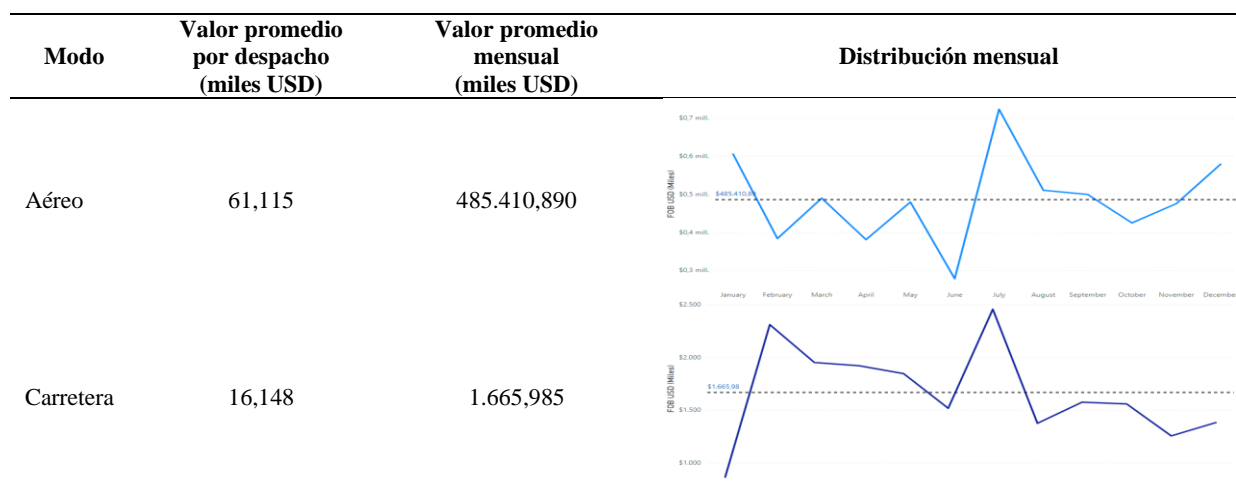 Modo
Valor promedio
por despacho
(miles USD)
Valor promedio
mensual
(miles USD)
Distribución mensual
Aéreo
61,115
485.410,890
$0,7 mill.
$0,6 mill.
$0,5 mill.
$0,4 mill.
$0,3 mill.
FOB USD (Miles)
$485.410,89
January February March April May June July August September October November Decembe
Carretera
16,148
1.665,985
$2.500
$2.000
$1.500
$1.000
FOB USD (Miles)
$1.665,98